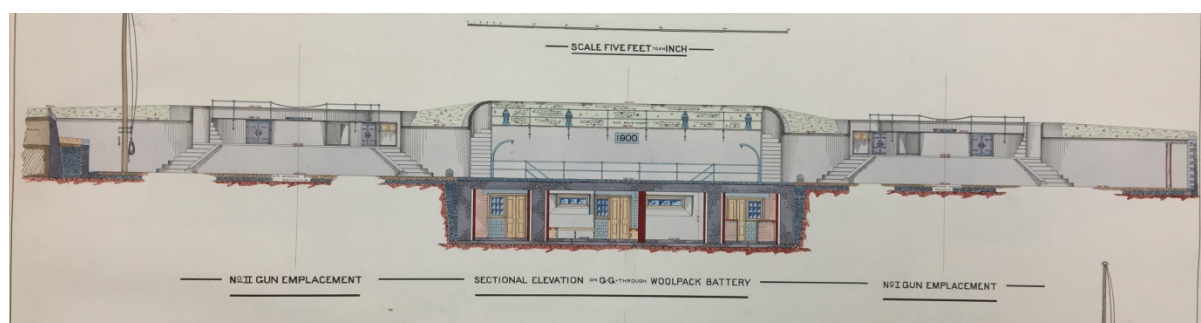 SCALE FIVE FEET TO AN INCH
1900
Nº II GUN EMPLACEMENT
SECTIONAL ELEVATION ON G.G. THROUGH WOOLPACK BATTERY
Nº I GUN EMPLACEMENT